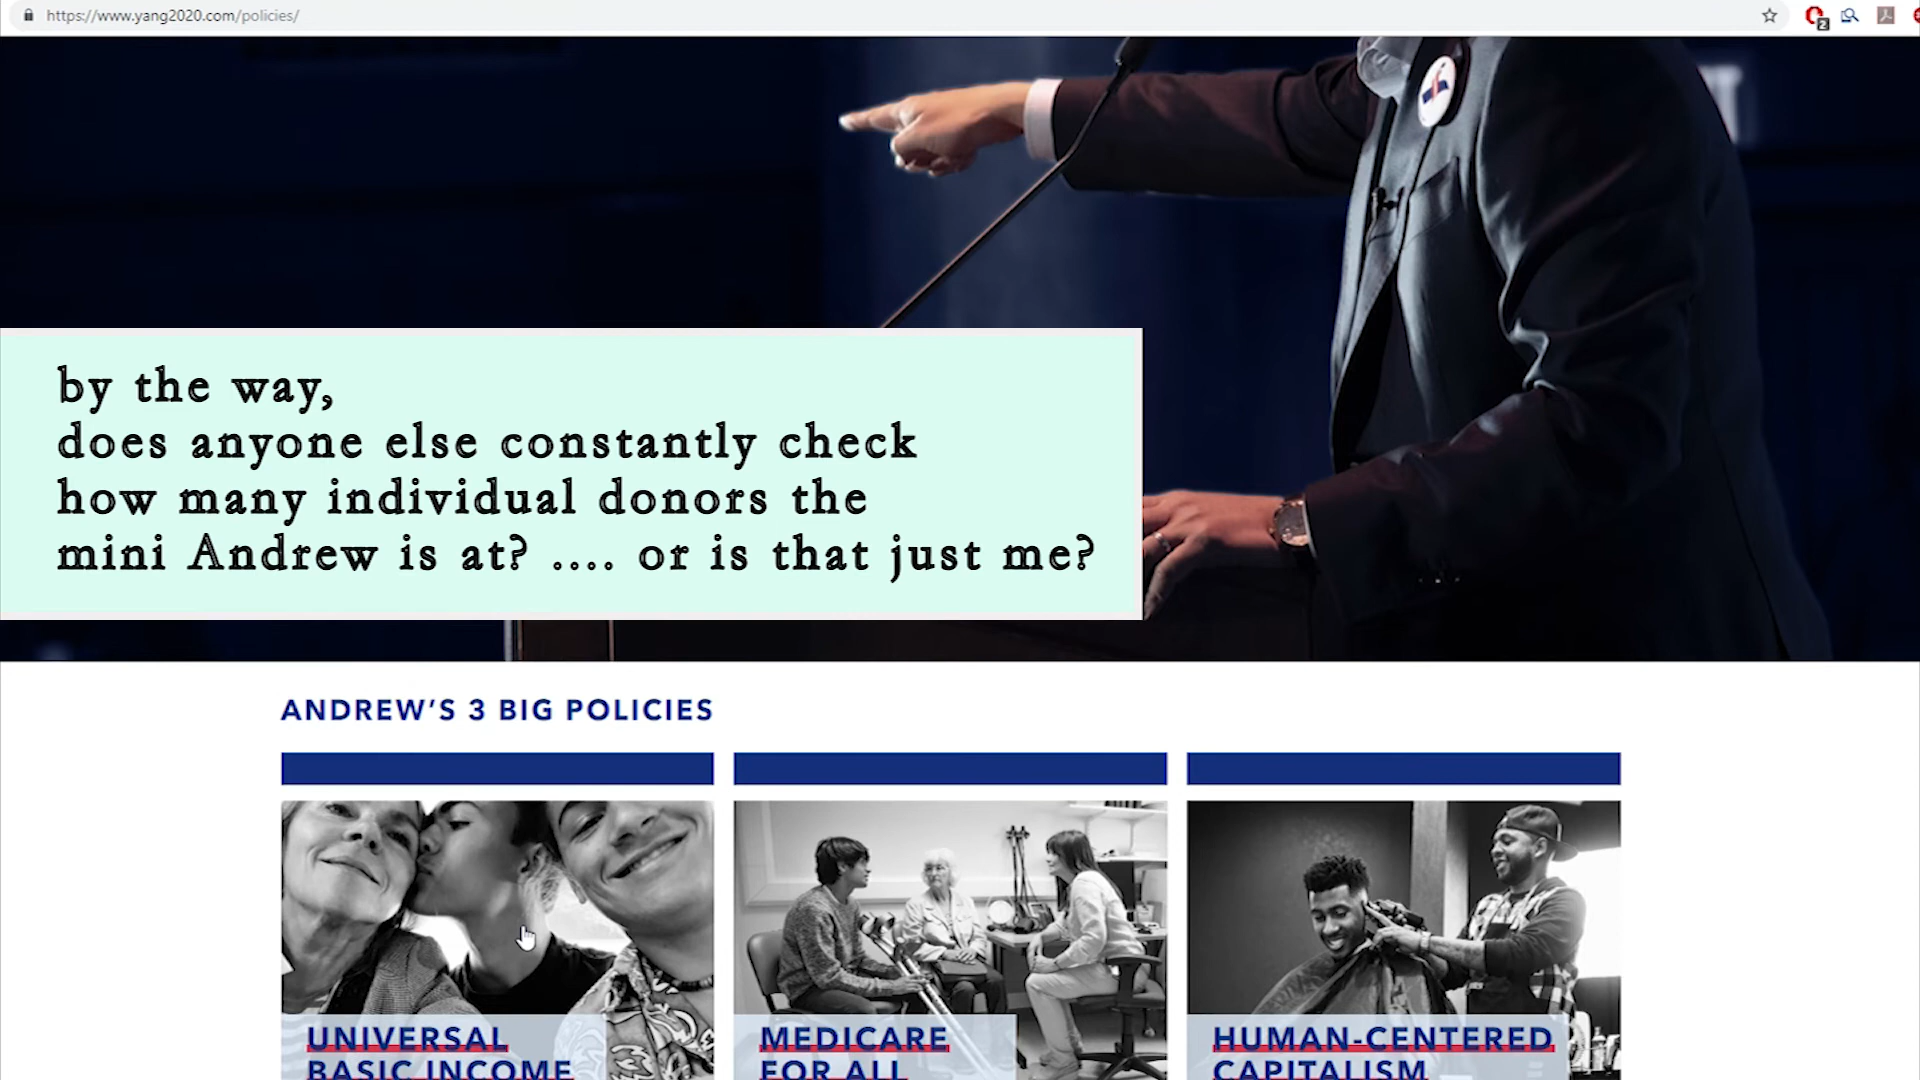 https://www.yang2020.com/policies/
2
by the way,
does anyone else constantly check
how many individual donors the
mini Andrew is at? .... or is that just me?
ANDREW’S 3 BIG POLICIES
UNIVERSAL
BASIC INCOME
MEDICARE
FOR ALL
HUMAN-CENTERED
CAPITALISM